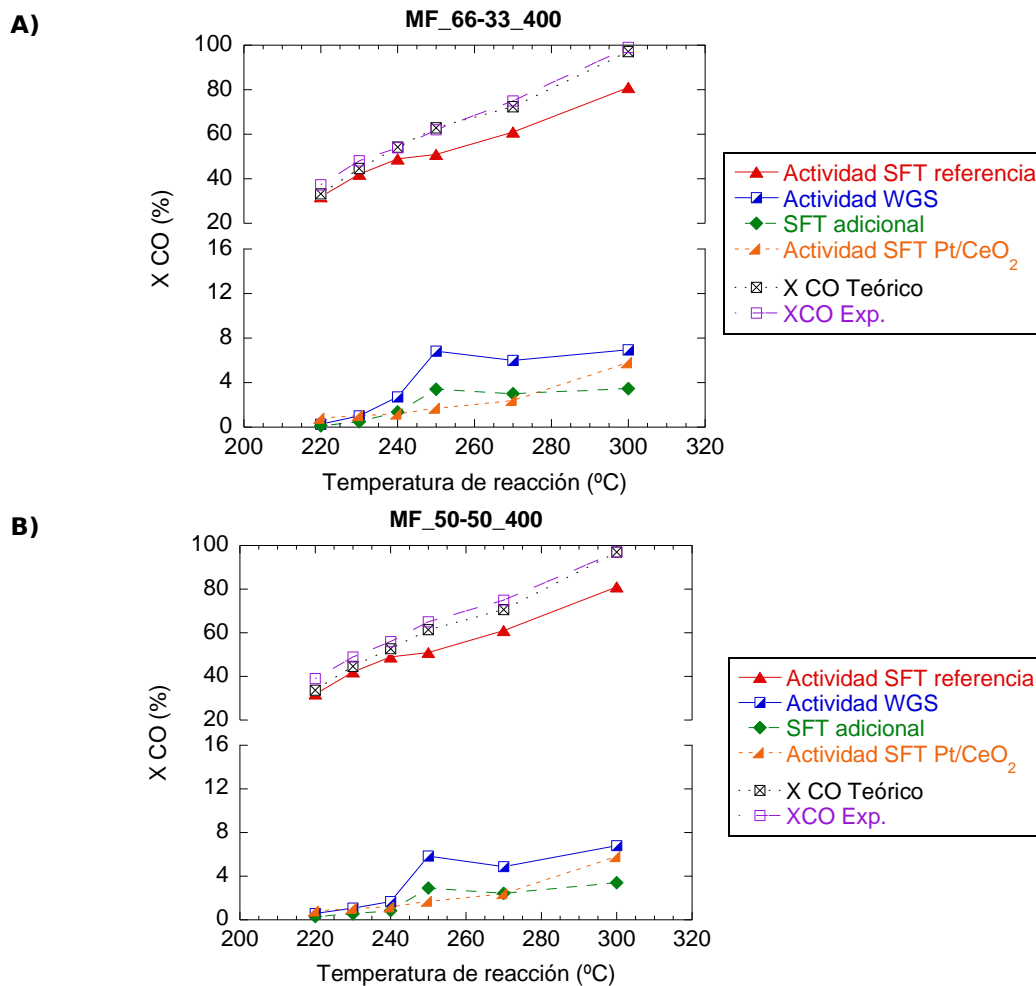 A)
MF_66-33_400
100
80
60
40
20
16
12
8
4
0
X CO (%)
200 220 240 260 280 300 320
Temperatura de reacción (ºC)
Actividad SFT referencia
Actividad WGS
SFT adicional
Actividad SFT Pt/CeO2
X CO Teórico
XCO Exp.
B)
MF_50-50_400
100
80
60
40
20
16
12
8
4
0
X CO (%)
200 220 240 260 280 300 320
Temperatura de reacción (ºC)
Actividad SFT referencia
Actividad WGS
SFT adicional
Actividad SFT Pt/CeO2
X CO Teórico
XCO Exp.